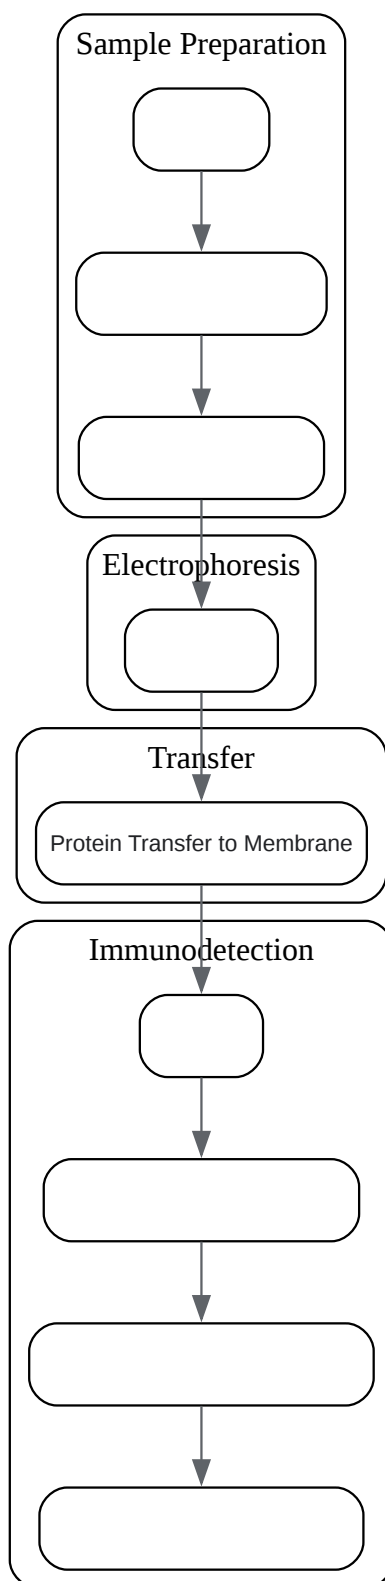 Sample Preparation
Electrophoresis
Transfer
Protein Transfer to Membrane
Immunodetection